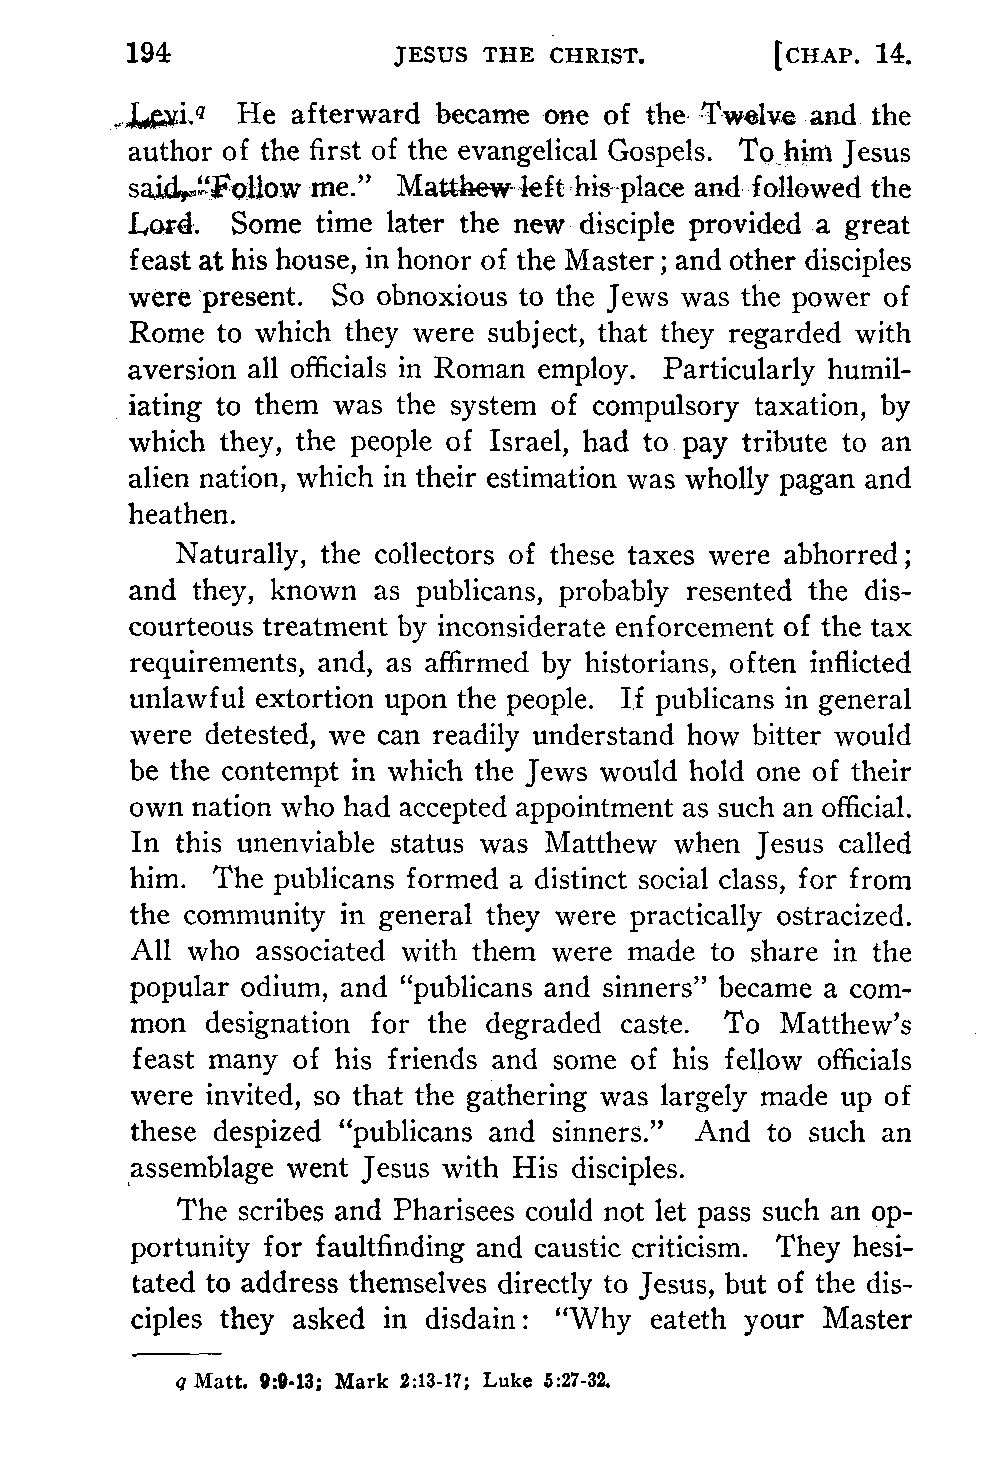 194 JESUS THE CHRIST. [CHAP. 14.
Levi.q He afterward became one of the Twelve and the
author of the first of the evangelical Gospels. To him Jesus
said, "Follow me." Matthew left his place and followed the
Lord. Some time later the new disciple provided a great
feast at his house, in honor of the Master; and other disciples
were present. So obnoxious to the Jews was the power of
Rome to which they were subject, that they regarded with
aversion all officials in Roman employ. Particularly humil-
iating to them was the system of compulsory taxation, by
which they, the people of Israel, had to pay tribute to an
alien nation, which in their estimation was wholly pagan and
heathen.
Naturally, the collectors of these taxes were abhorred;
and they, known as publicans, probably resented the dis-
courteous treatment by inconsiderate enforcement of the tax
requirements, and, as affirmed by historians, often inflicted
unlawful extortion upon the people. If publicans in general
were detested, we can readily understand how bitter would
be the contempt in which the Jews would hold one of their
own nation who had accepted appointment as such an official.
In this unenviable status was Matthew when Jesus called
him. The publicans formed a distinct social class, for from
the community in general they were practically ostracized.
All who associated with them were made to share in the
popular odium, and "publicans and sinners" became a com-
mon designation for the degraded caste. To Matthew's
feast many of his friends and some of his fellow officials
were invited, so that the gathering was largely made up of
these despized "publicans and sinners." And to such an
assemblage went Jesus with His disciples.
The scribes and Pharisees could not let pass such an op-
portunity for faultfinding and caustic criticism. They hesi-
tated to address themselves directly to Jesus, but of the dis-
ciples they asked in disdain: "Why eateth your Master
q Matt. 9:9-13; Mark 2:13-17; Luke 5:27-32.